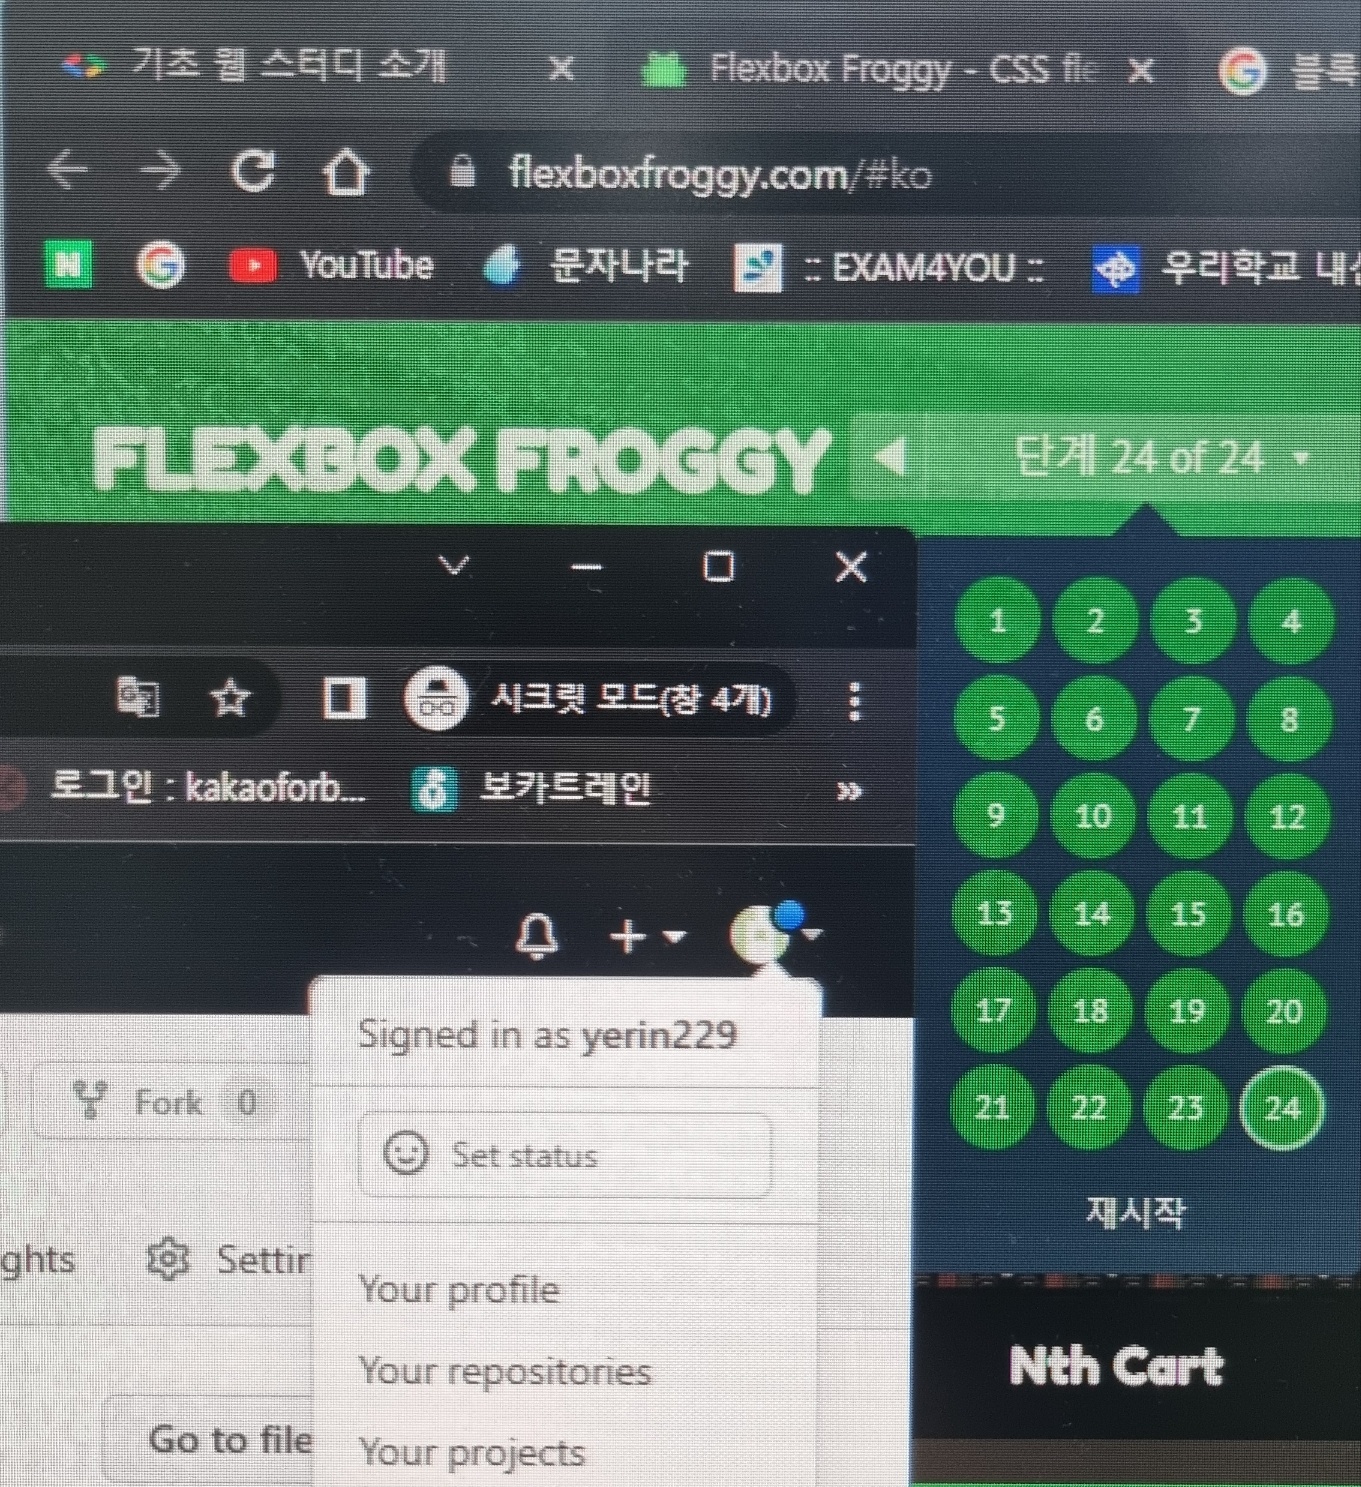 기초 웹 스터디 소개
Flexbox Froggy - CSS fle
블록
flexboxfroggy.com/#ko
N
G
YouTube
문자나라
:: EXAM4YOU ::
우리학교 내신
FLEXBOX FROGGY
단계 24 of 24
1 2 3 4
5 6 7 8
9 10 11 12
13 14 15 16
17 18 19 20
21 22 23 24
재시작
Nth Cart
시크릿 모드(창 4개)
로그인 : kakaoforb...
보카트레인
»
Signed in as yerin229
Fork 0
Set status
ghts
Settin
Your profile
Your repositories
Go to file
Your projects